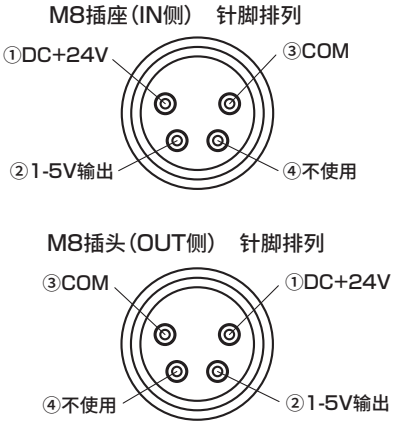 M8插座（IN侧） 针脚排列
①DC+24V
③COM
②1-5V输出
④不使用
M8插头（OUT侧） 针脚排列
③COM
①DC+24V
④不使用
②1-5V输出